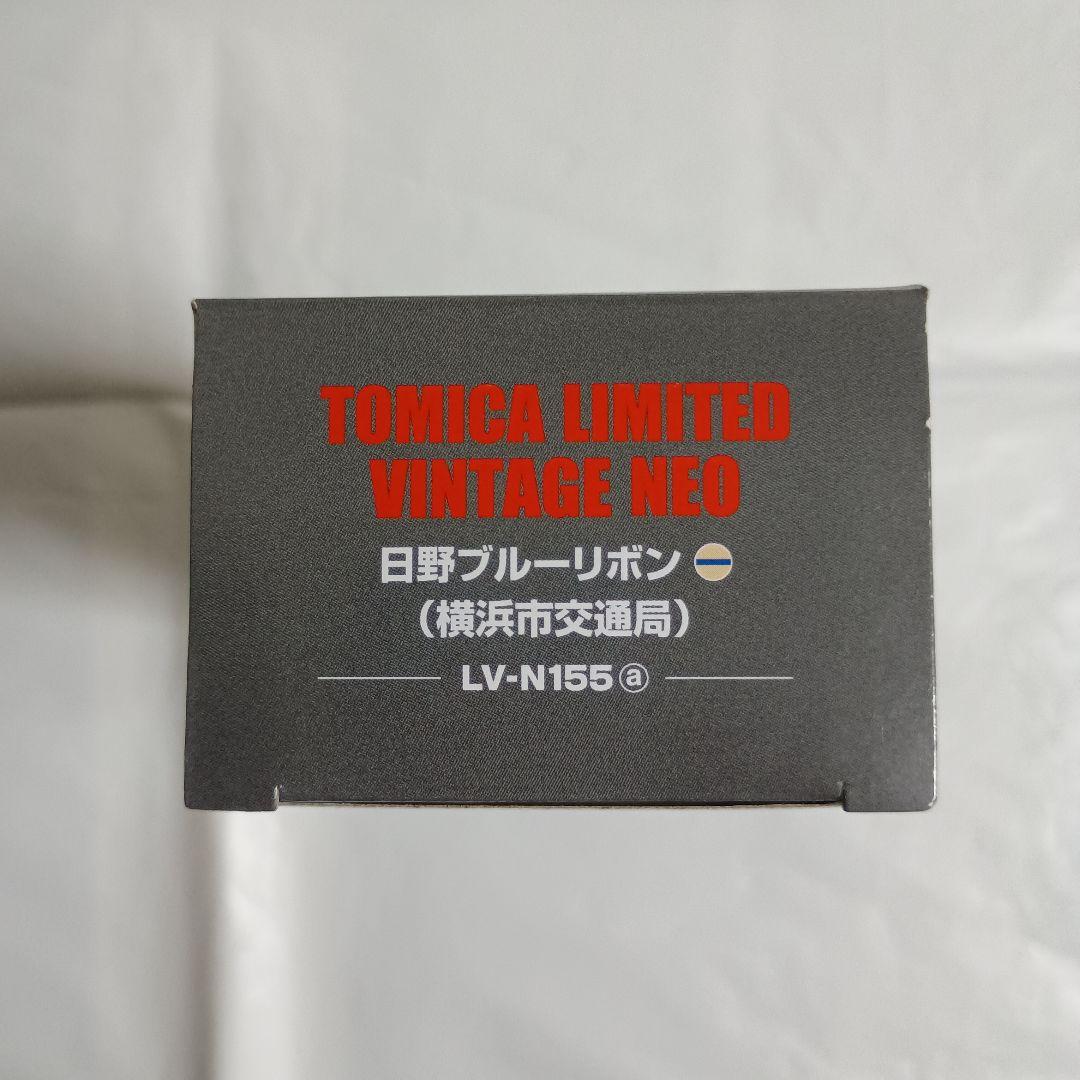 TOMICA LIMITED
VINTAGE NEO
日野ブルーリボン
(横浜市交通局)
LV-N155 ⓐ